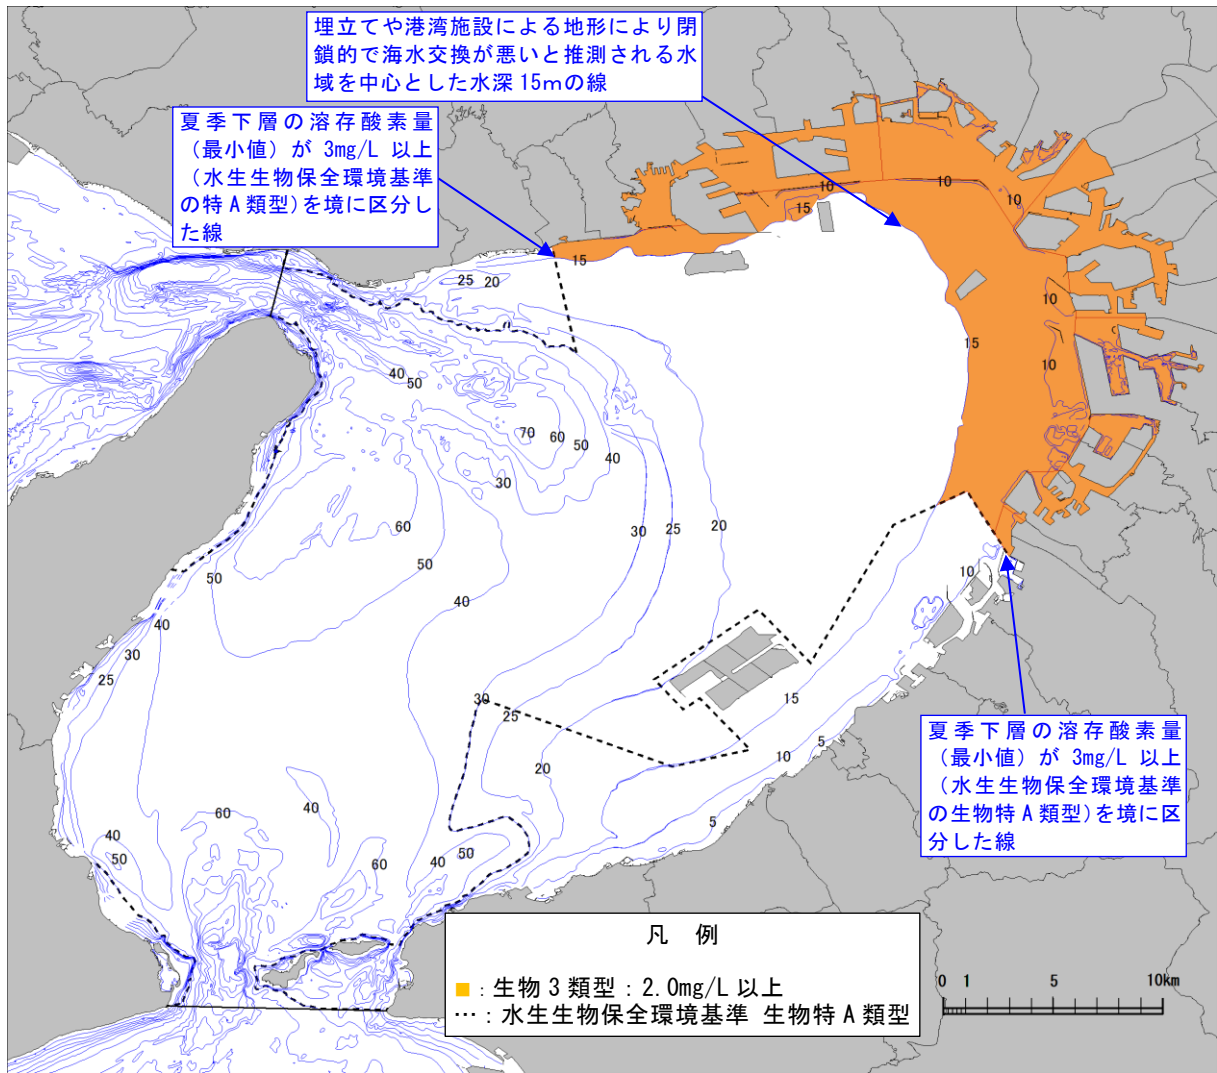 埋立てや港湾施設による地形により閉
鎖的で海水交換が悪いと推測される水
域を中心とした水深15mの線
夏季下層の溶存酸素量
(最小値)が 3mg/L 以上
(水生生物保全環境基準
の特A類型)を境に区分し
た線
10
10
15
10
15
25
20
10
15
40
50
10
70
60
50
40
30
60
30
25
20
50
50
10
40
40
30
25
30
25
15
20
5
10
夏季下層の溶存酸素量
(最小値)が 3mg/L 以上
(水生生物保全環境基準
の生物特A類型)を境に区
分した線
60
40
5
40
50
60
40
50
凡 例
■:生物3類型:2.0mg/L 以上
…:水生生物保全環境基準 生物特A類型
0 1 5 10km